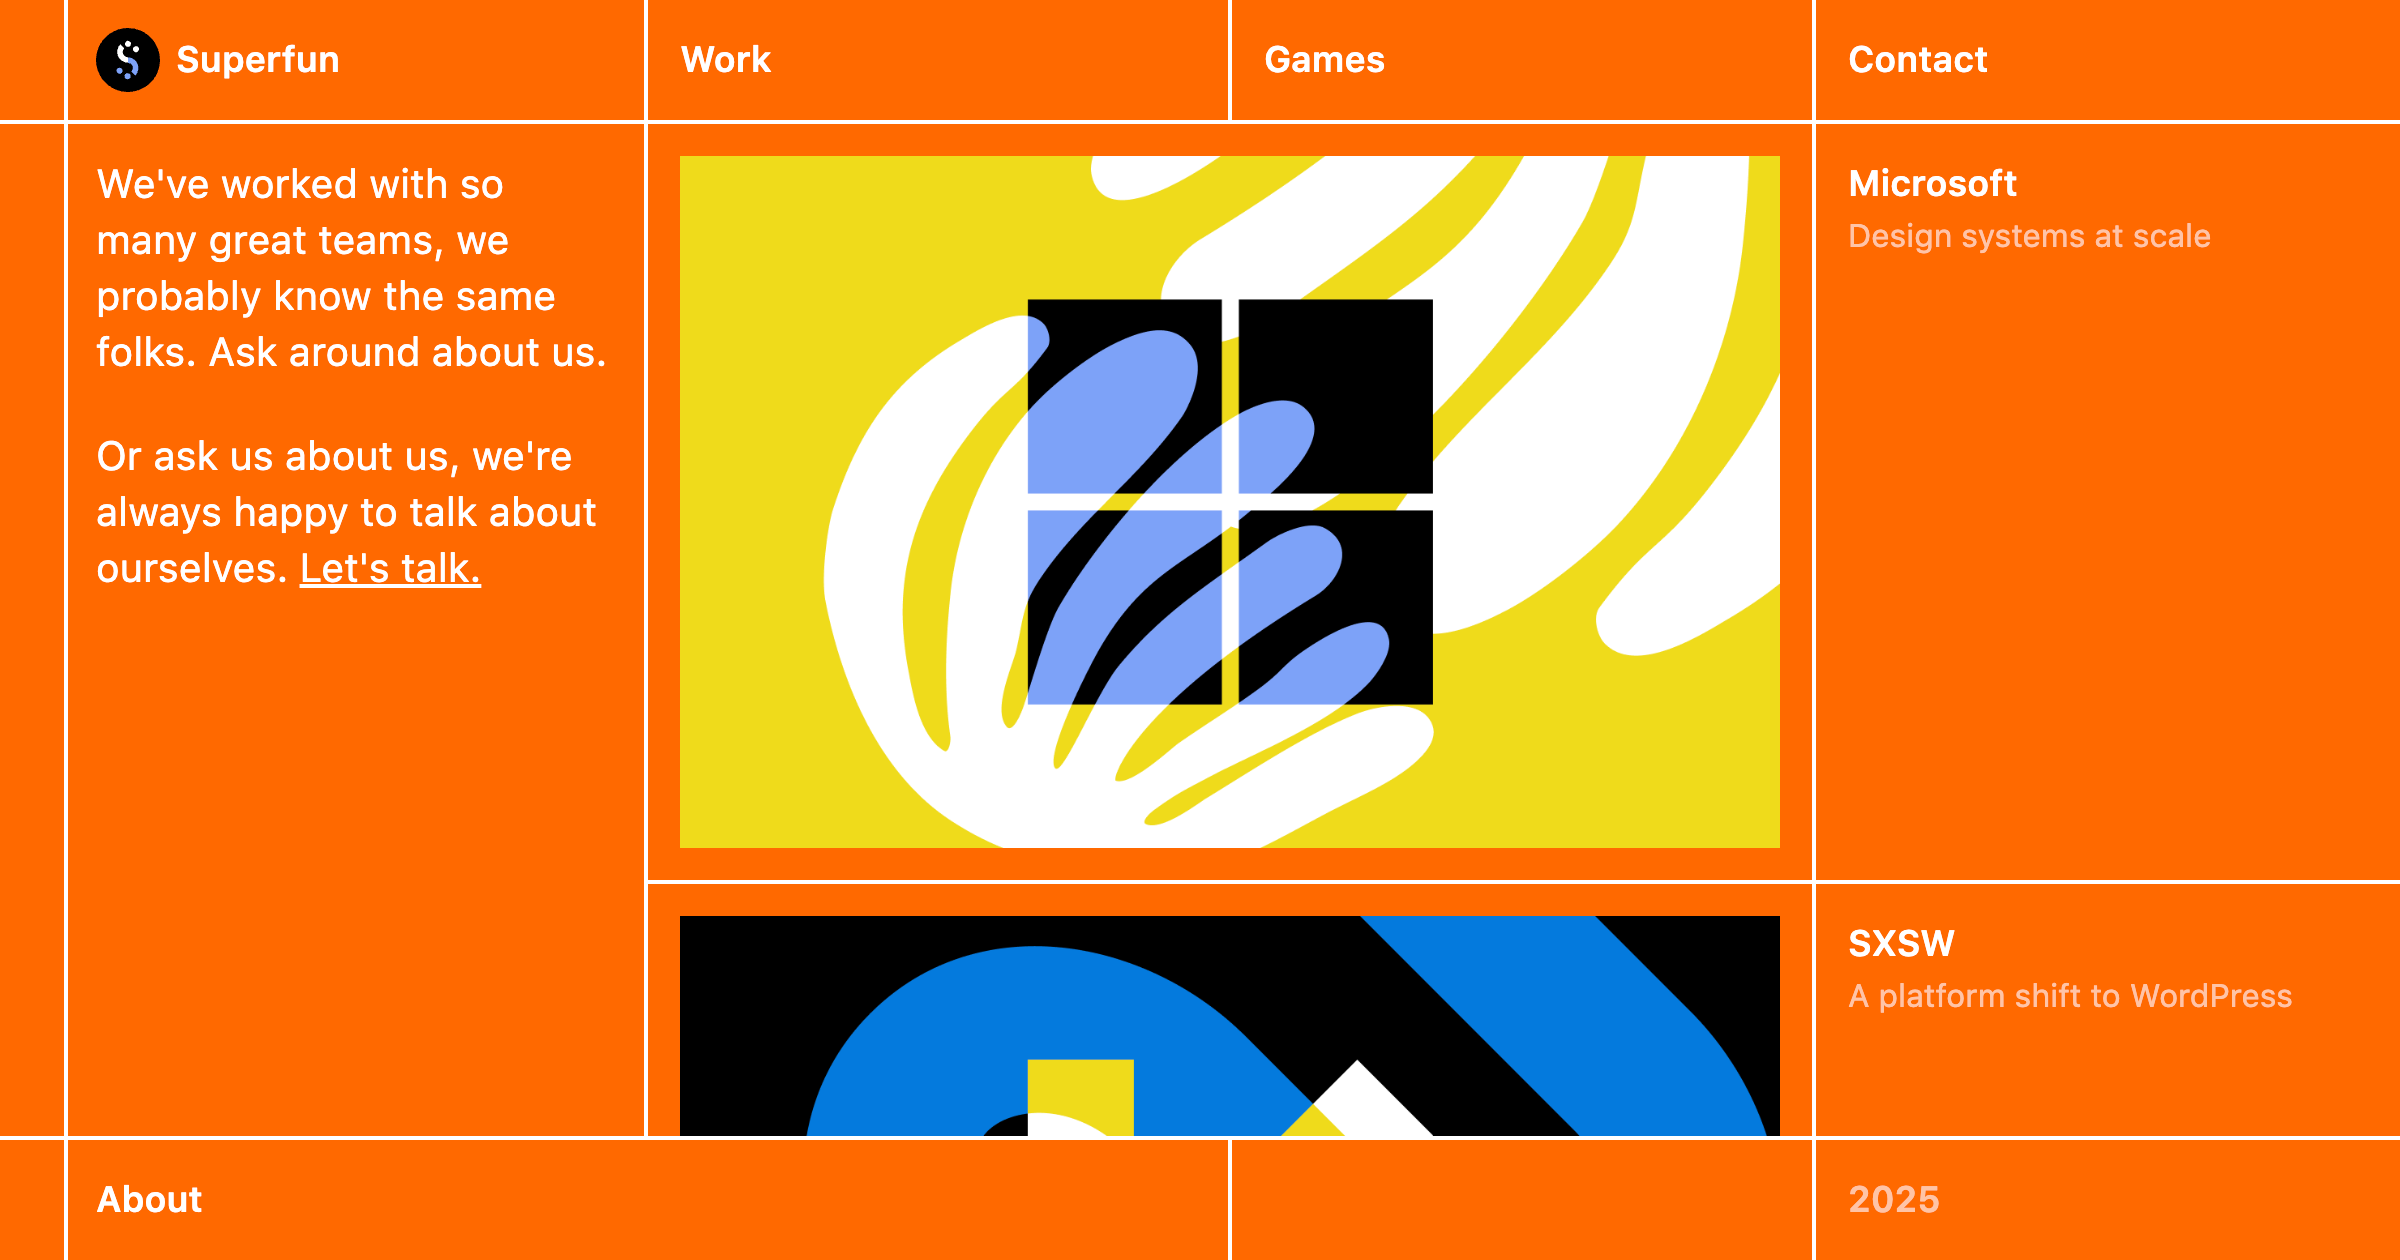 Superfun
Work
Games
Contact
We've worked with so
many great teams, we
probably know the same
folks. Ask around about us.
Or ask us about us, we're
always happy to talk about
ourselves. Let's talk.
Microsoft
Design systems at scale
SXSW
A platform shift to WordPress
About
2025